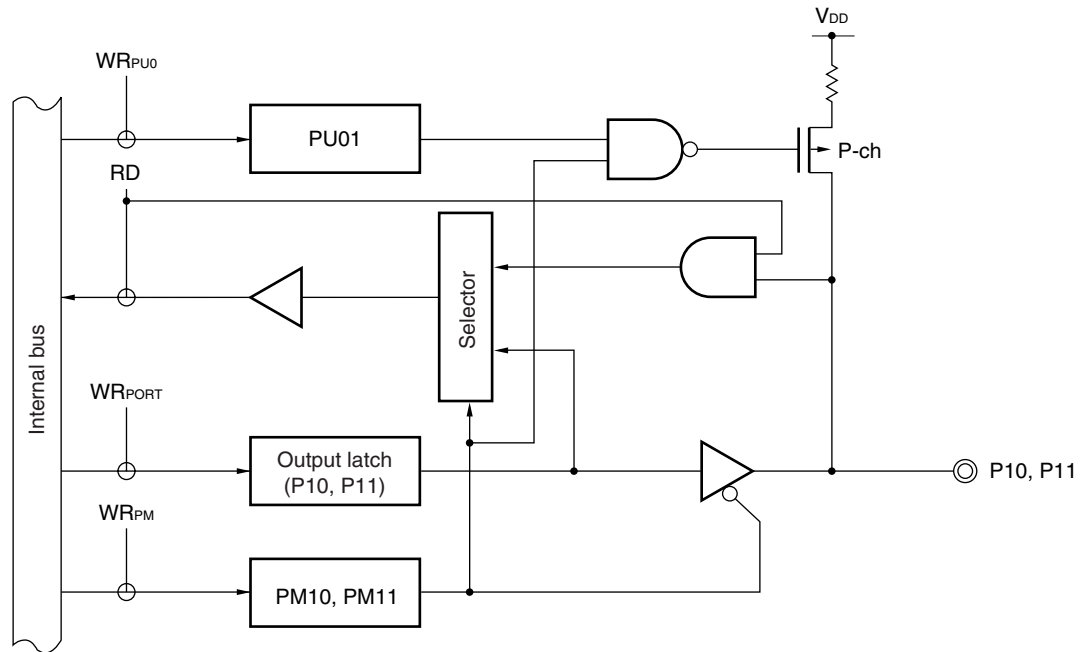 VDD
WRPU0
PU01
P-ch
RD
Selector
Internal bus
WRPORT
Output latch
(P10, P11)
P10, P11
WRPM
PM10, PM11